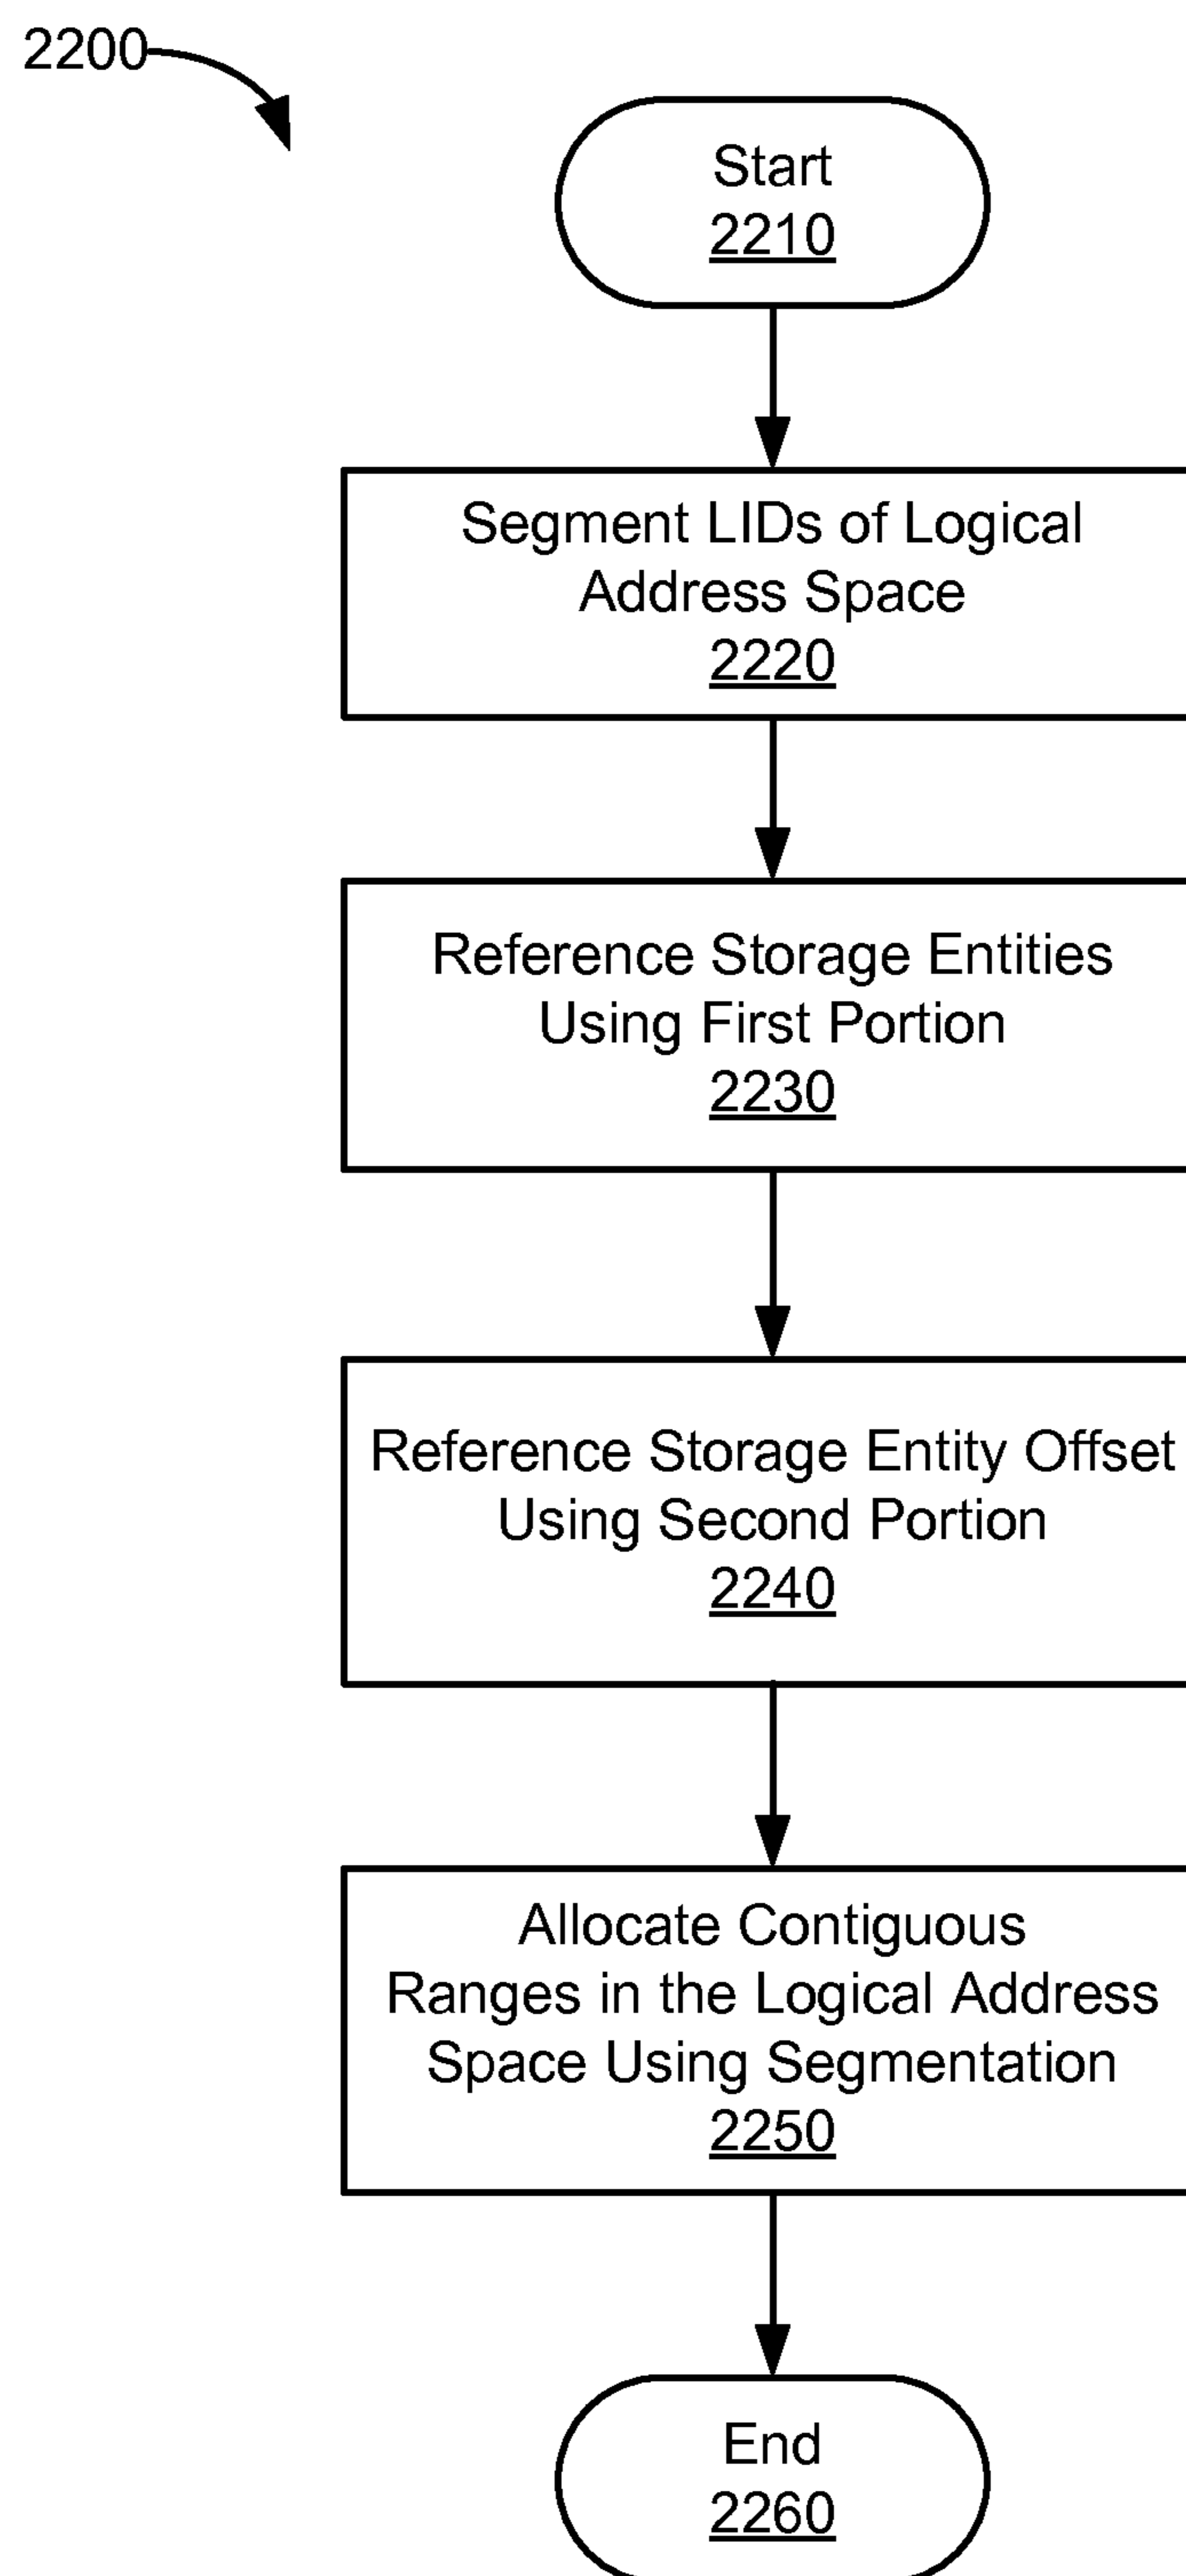 2200
Start
2210
Segment LIDs of Logical
Address Space
2220
Reference Storage Entities
Using First Portion
2230
Reference Storage Entity Offset
Using Second Portion
2240
Allocate Contiguous
Ranges in the Logical Address
Space Using Segmentation
2250
End
2260